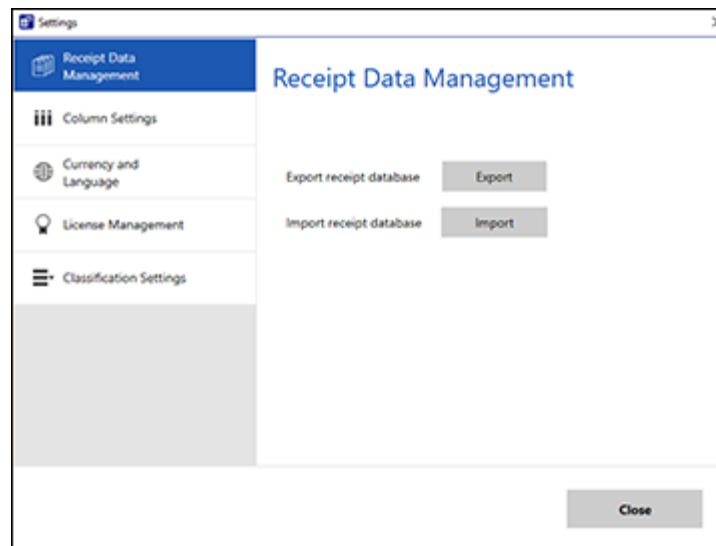 Settings
Receipt Data
Management
Column Settings
Currency and
Language
License Management
Classification Settings
Receipt Data Management
Export receipt database
Export
Import receipt database
Import
Close